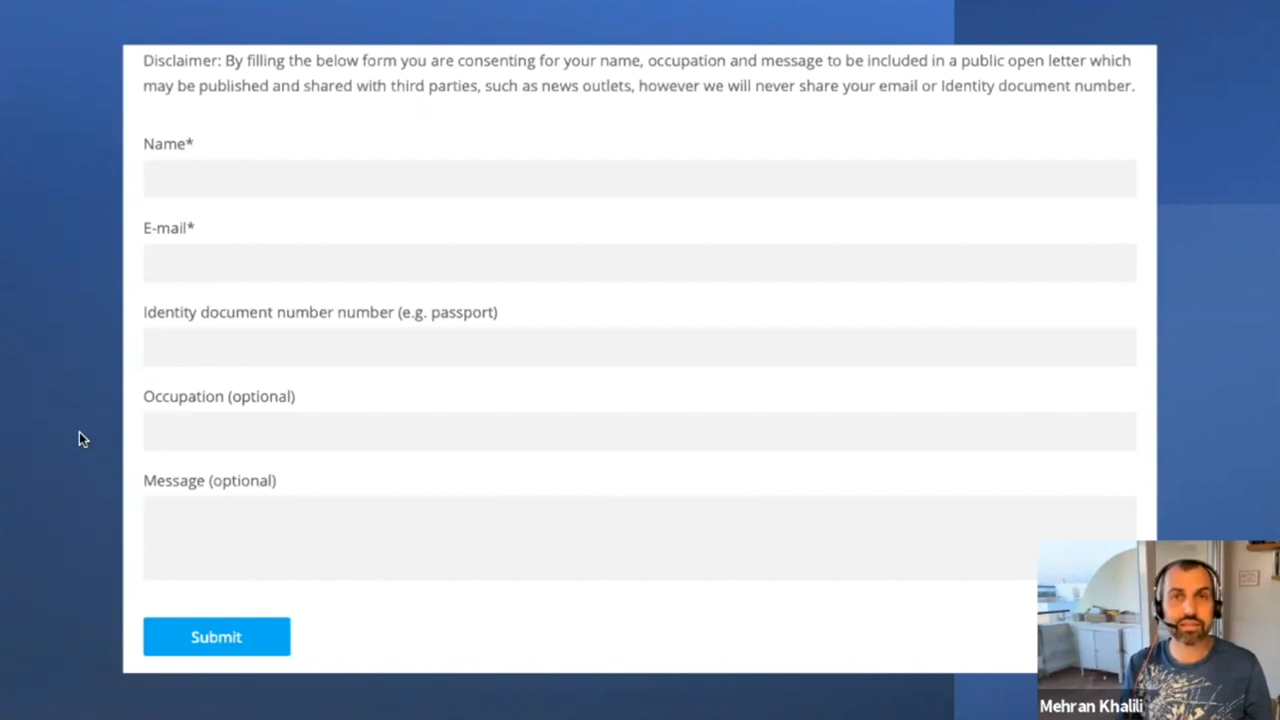 Disclaimer: By filling the below form you are consenting for your name, occupation and message to be included in a public open letter which
may be published and shared with third parties, such as news outlets, however we will never share your email or Identity document number.
Name*
E-mail*
Identity document number number (e.g. passport)
Occupation (optional)
Message (optional)
Submit
Mehran Khalili